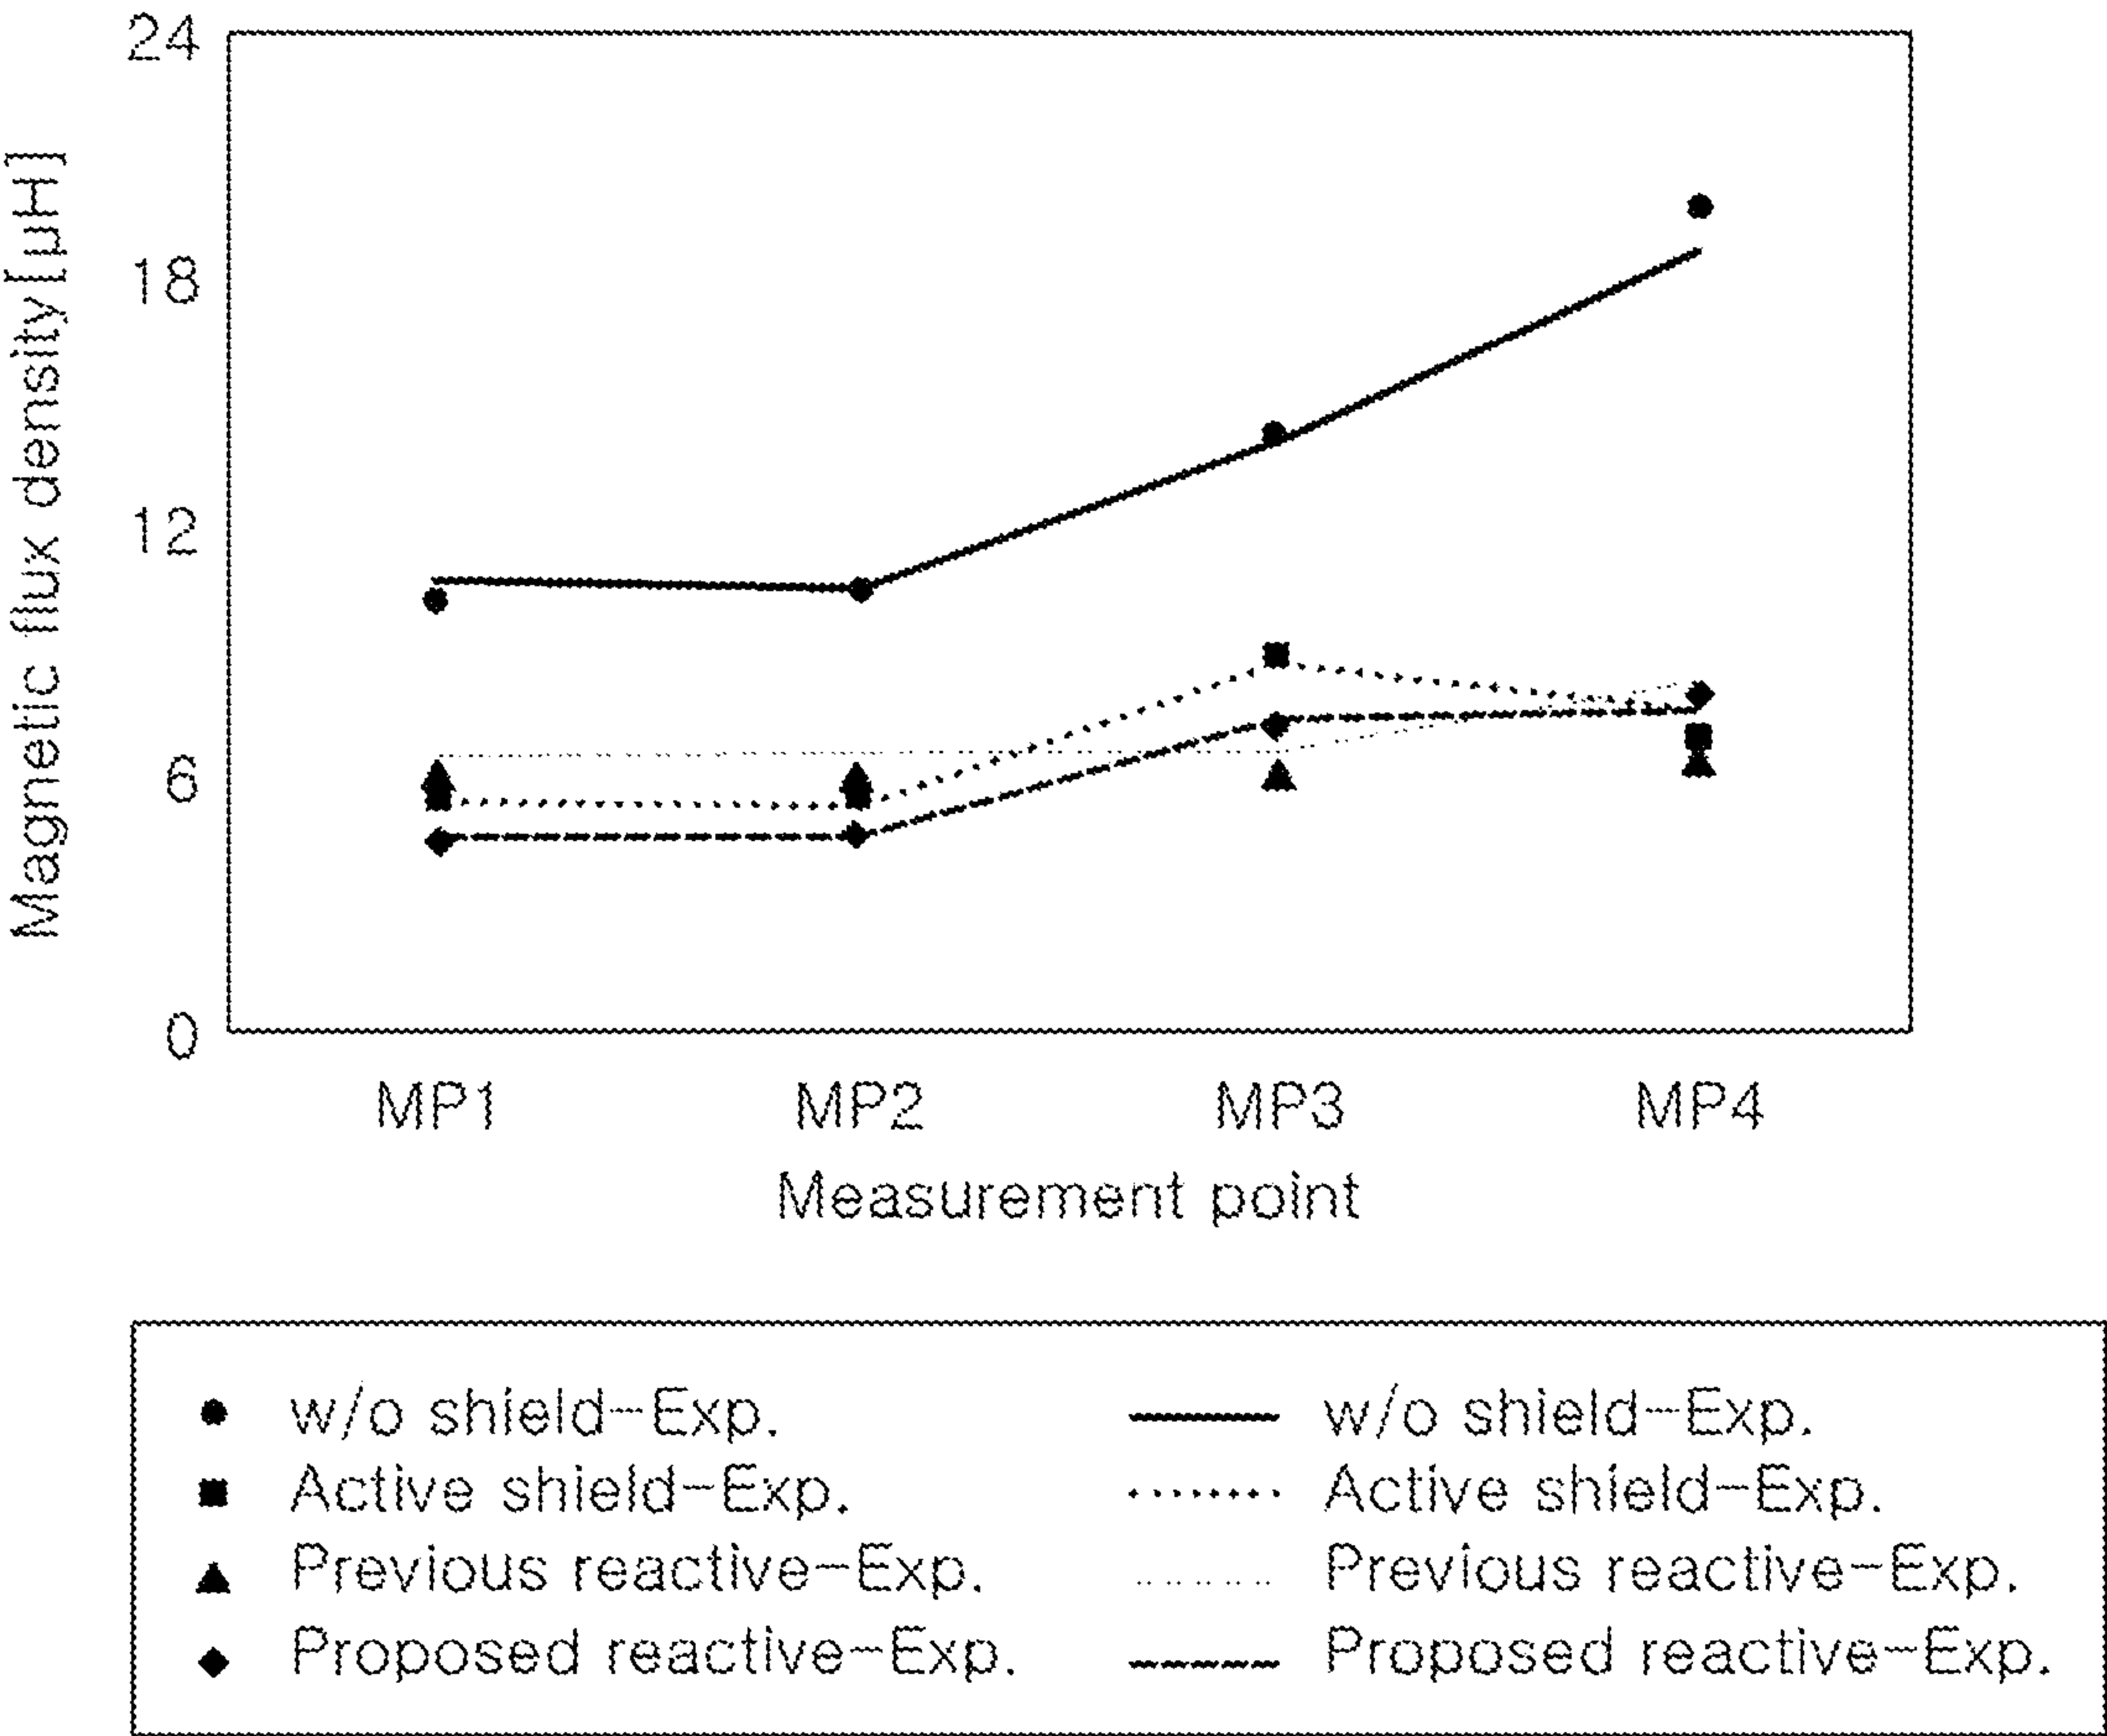 Magnetic flux density[μH]
24
18
12
6
0
MP1 MP2 MP3 MP4
Measurement point
w/o shield-Exp. w/o shield-Exp.
Active shield-Exp. Active shield-Exp.
Previous reactive-Exp. Previous reactive-Exp.
Proposed reactive-Exp. Proposed reactive-Exp.